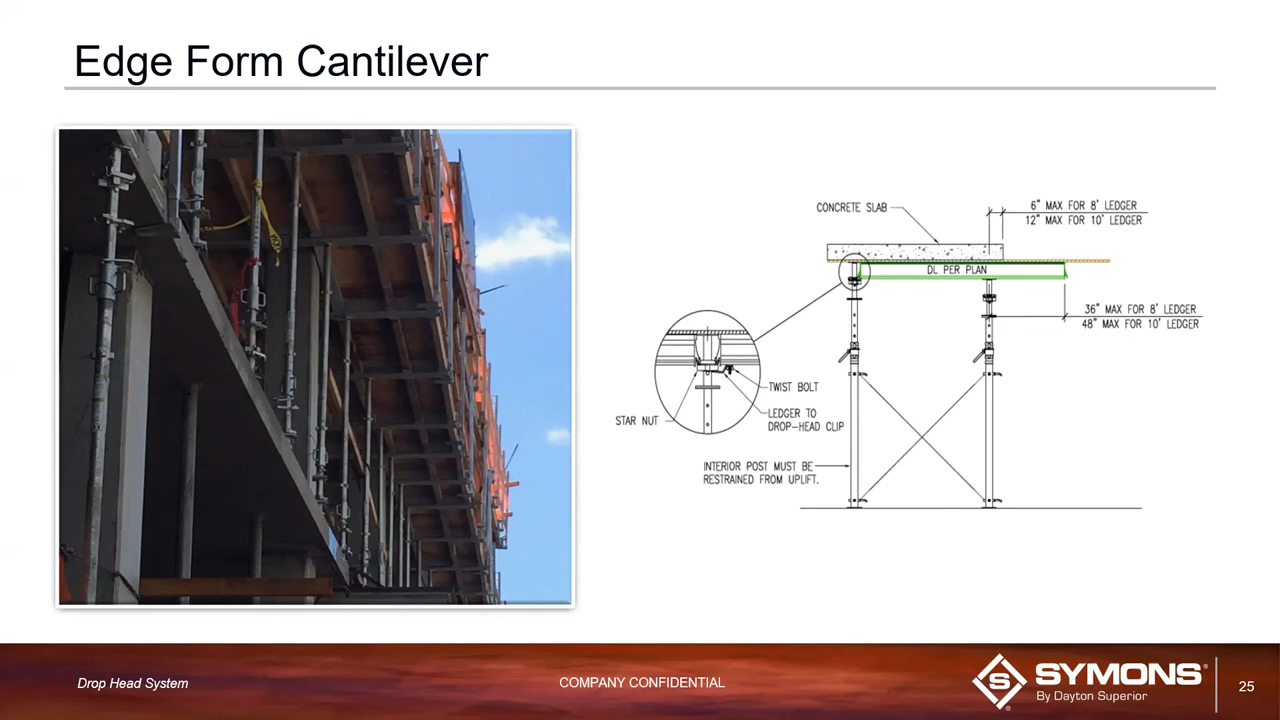 Edge Form Cantilever
CONCRETE SLAB
6" MAX FOR 8' LEDGER
12" MAX FOR 10' LEDGER
DL PER PLAN
36" MAX FOR 8' LEDGER
48" MAX FOR 10' LEDGER
TWIST BOLT
STAR NUT
LEDGER TO
DROP-HEAD CLIP
INTERIOR POST MUST BE
RESTRAINED FROM UPLIFT.
Drop Head System
COMPANY CONFIDENTIAL
S
SYMONS®
By Dayton Superior
®
25